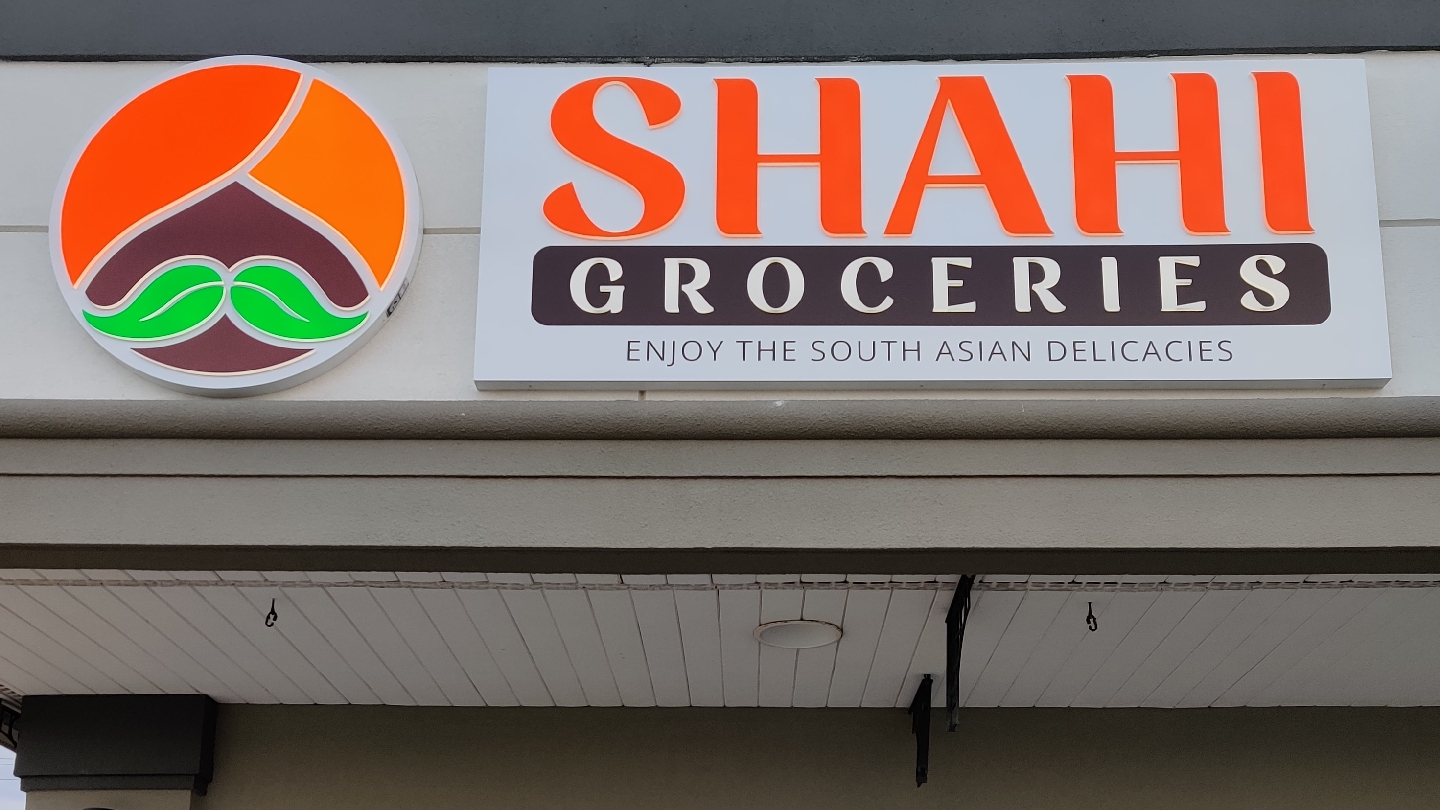 SHAHI
GROCERIES
ENJOY THE SOUTH ASIAN DELICACIES